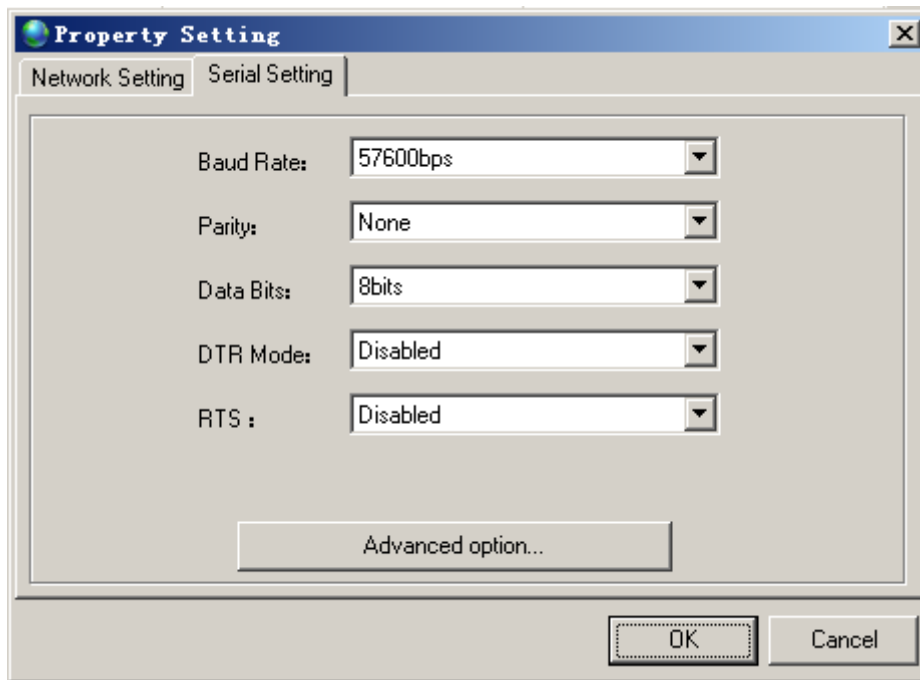 Property Setting
Network Setting Serial Setting
Baud Rate: 57600bps
Parity: None
Data Bits: 8bits
DTR Mode: Disabled
RTS : Disabled
Advanced option...
OK Cancel